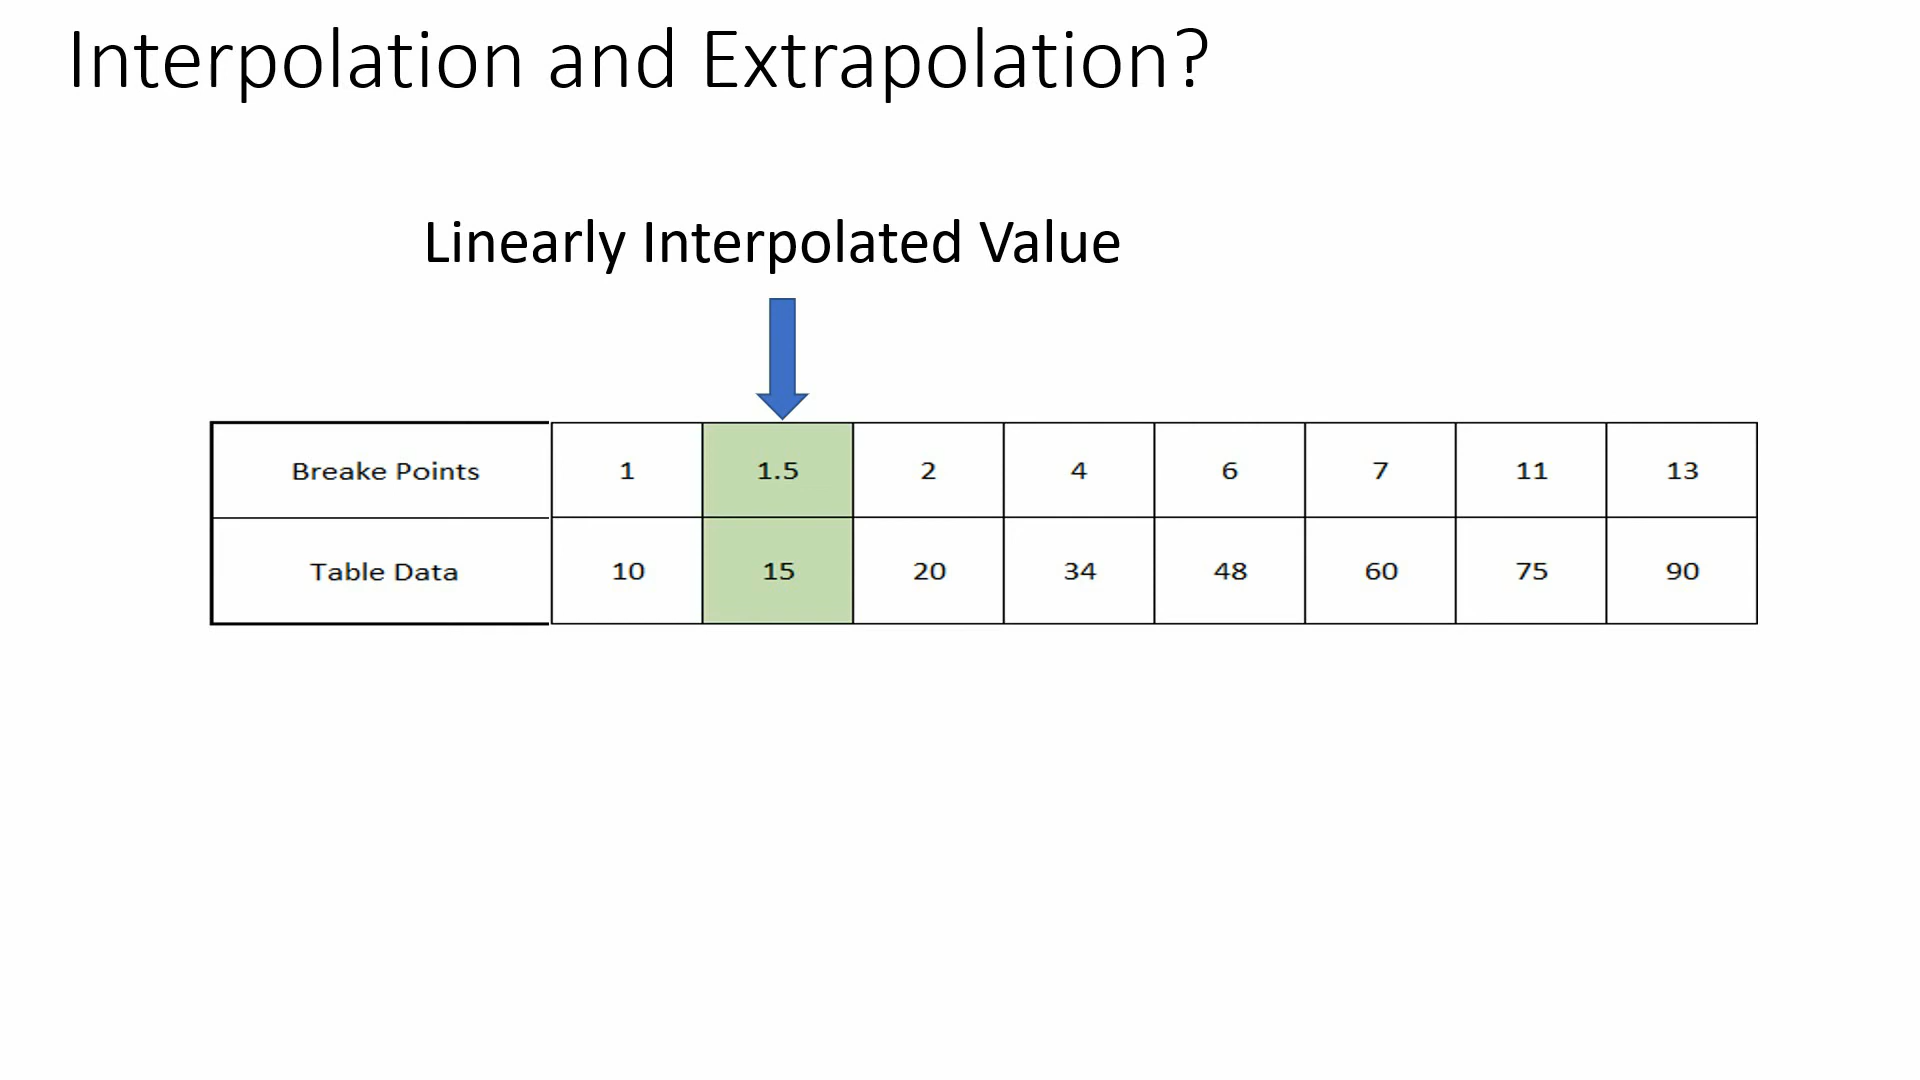 Interpolation and Extrapolation?
Linearly Interpolated Value
Breake Points 1 1.5 2 4 6 7 11 13
Table Data 10 15 20 34 48 60 75 90